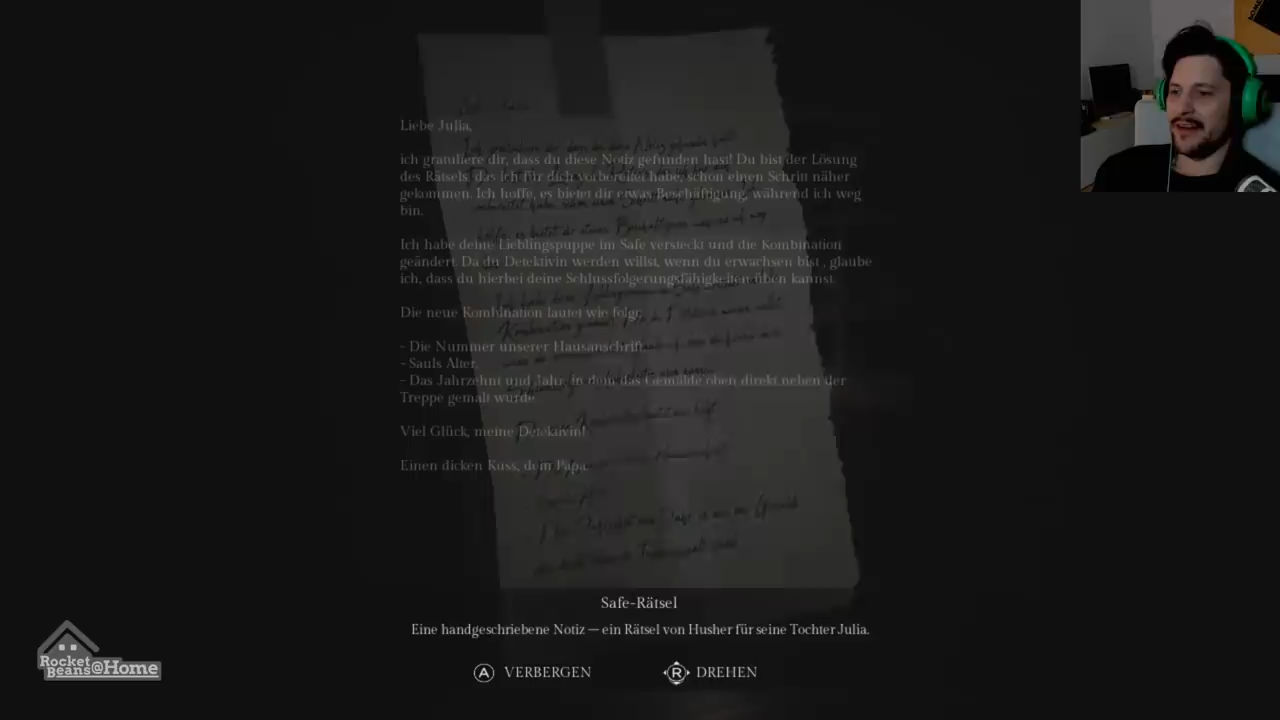 Liebe Julia,
ich gratuliere dir, dass du diese Notiz gefunden hast! Du bist der Lösung
des Rätsels, das ich für dich vorbereitet habe, schon einen Schritt näher
gekommen. Ich hoffe, es bietet dir etwas Beschäftigung, während ich weg
bin.
Ich habe deine Lieblingspuppe im Safe versteckt und die Kombination
geändert. Da du Detektivin werden willst, wenn du erwachsen bist , glaube
ich, dass du hierbei deine Schlussfolgerungsfähigkeiten üben kannst.
Die neue Kombination lautet wie folgt:
- Die Nummer unserer Hausanschrift.
- Sauls Alter.
- Das Jahrzehnt und Jahr, in dem das Gemälde oben direkt neben der
Treppe gemalt wurde
Viel Glück, meine Detektivin!
Einen dicken Kuss, dein Papa.
Safe-Rätsel
Eine handgeschriebene Notiz — ein Rätsel von Husher für seine Tochter Julia.
A VERBERGEN R DREHEN
Rocket
Beans@Home